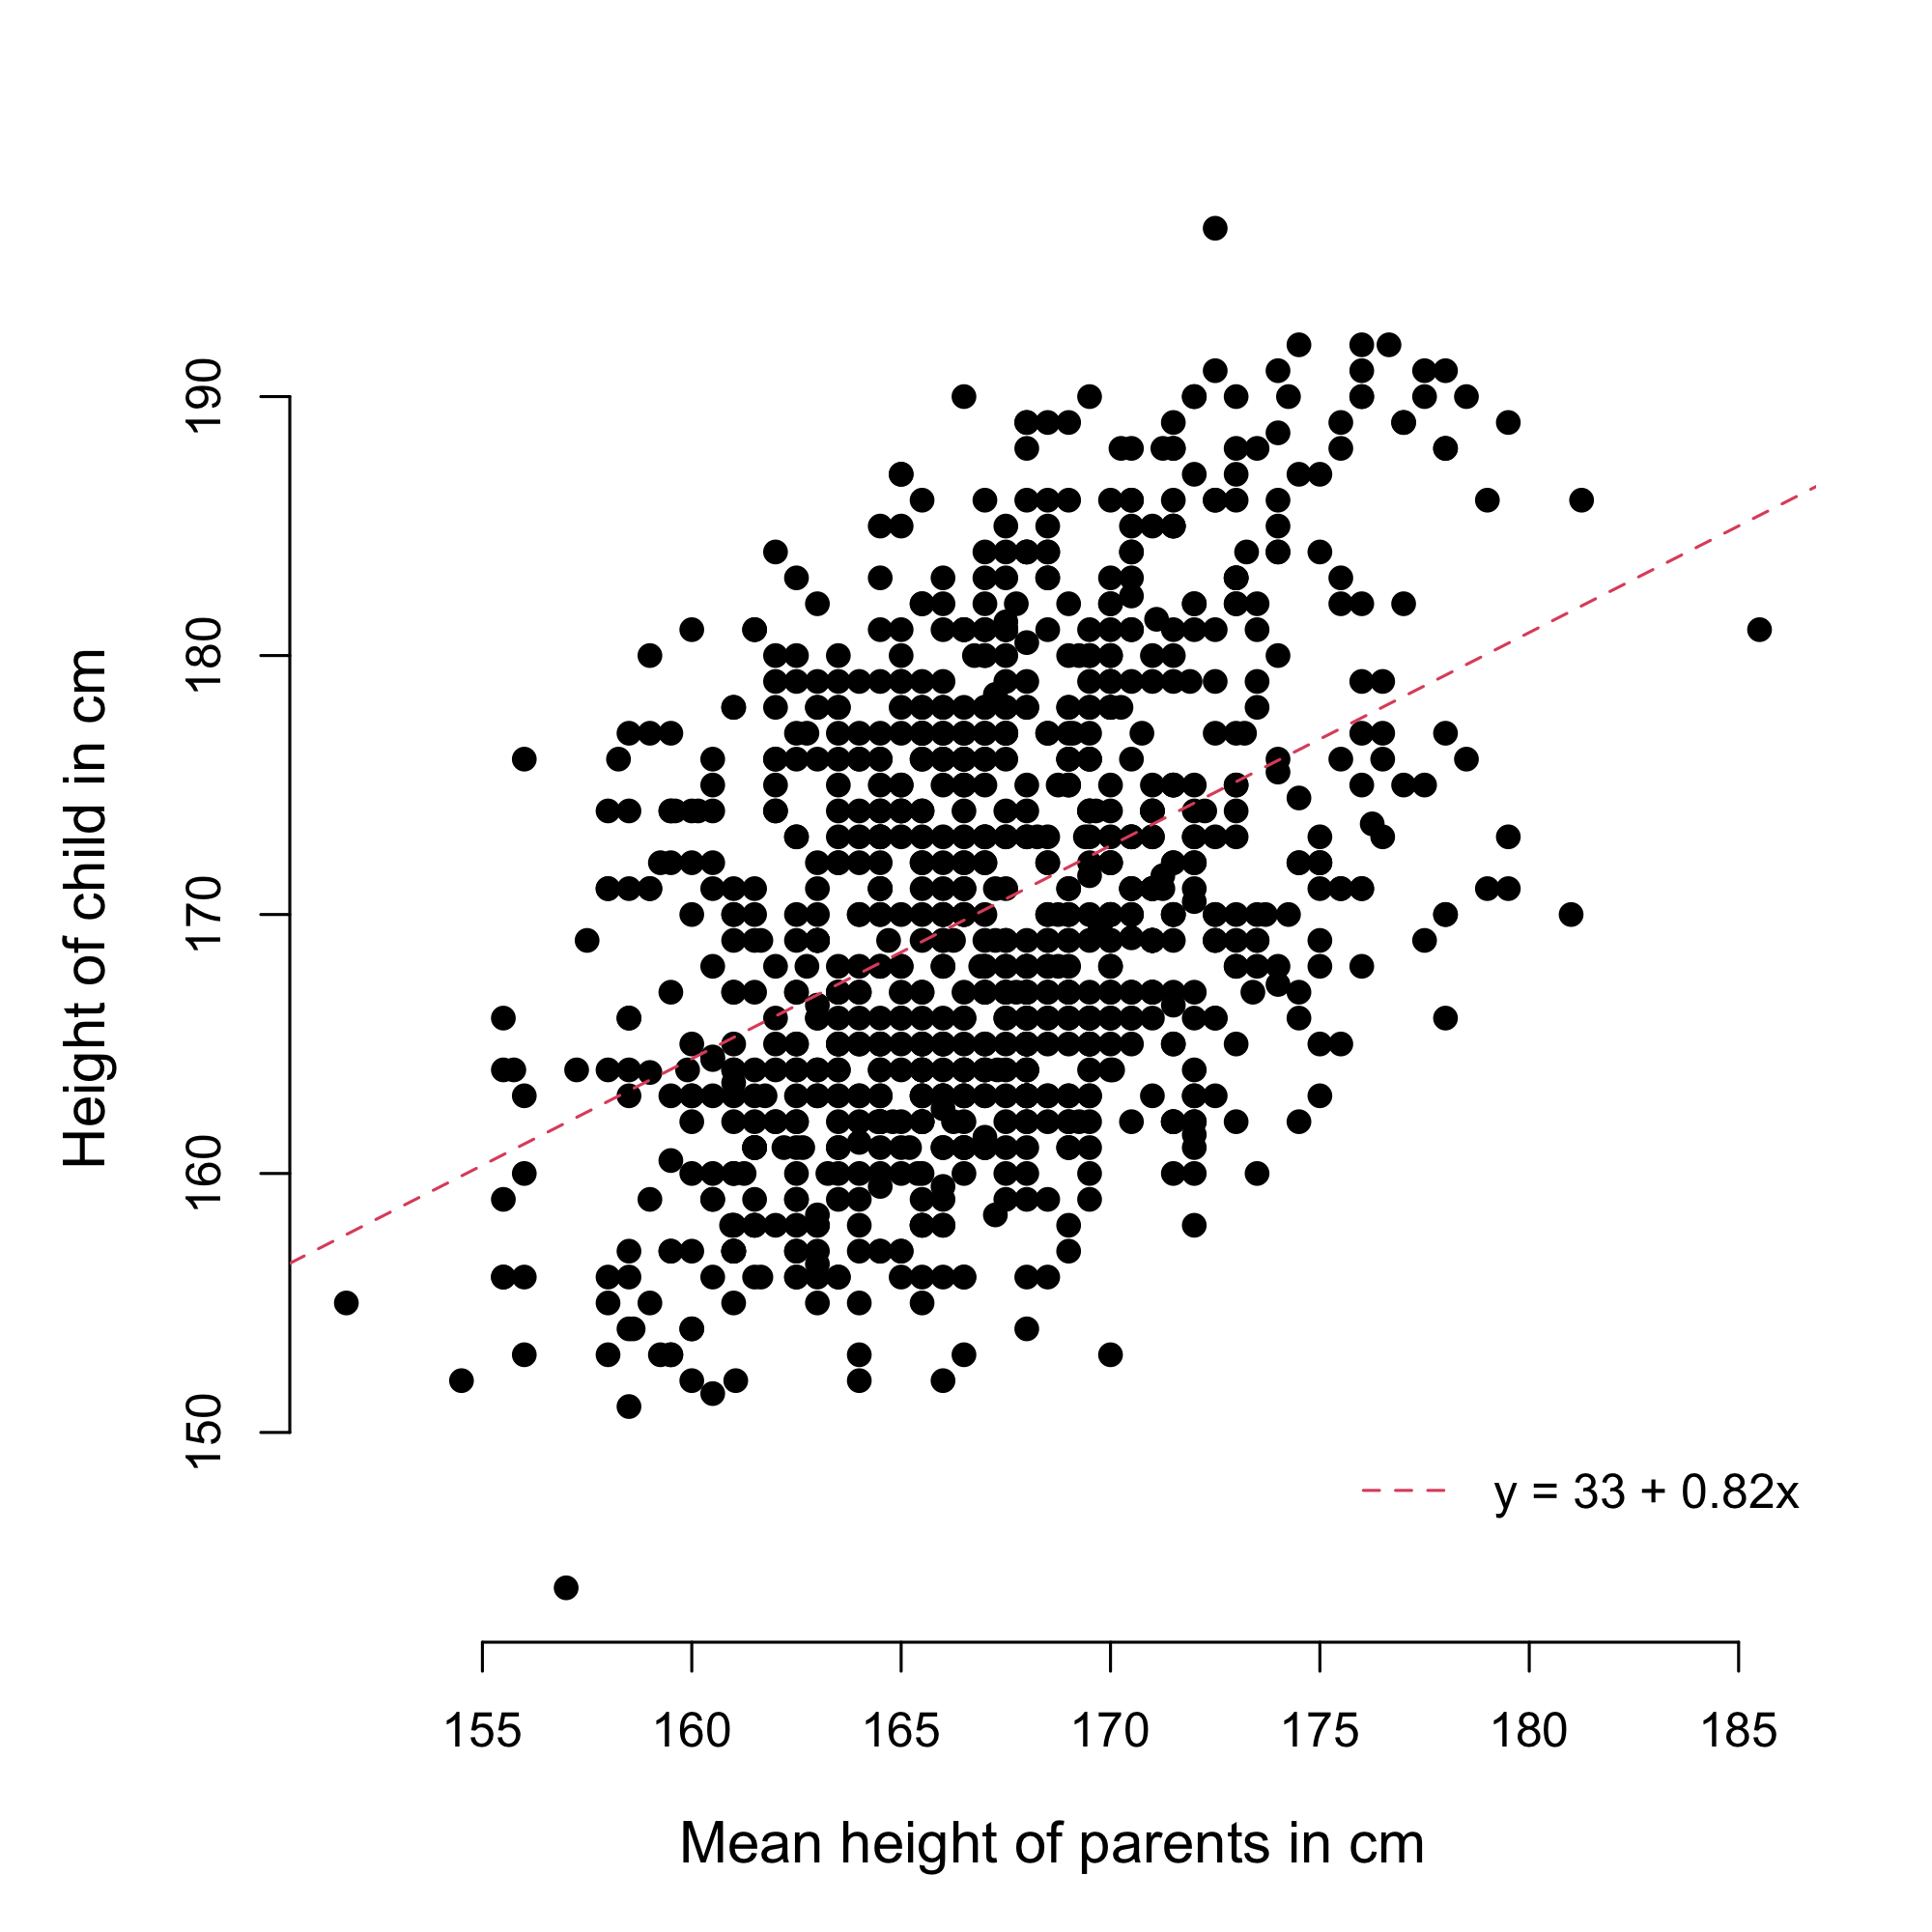 Height of child in cm
190
180
170
160
150
y = 33 + 0.82x
155 160 165 170 175 180 185
Mean height of parents in cm